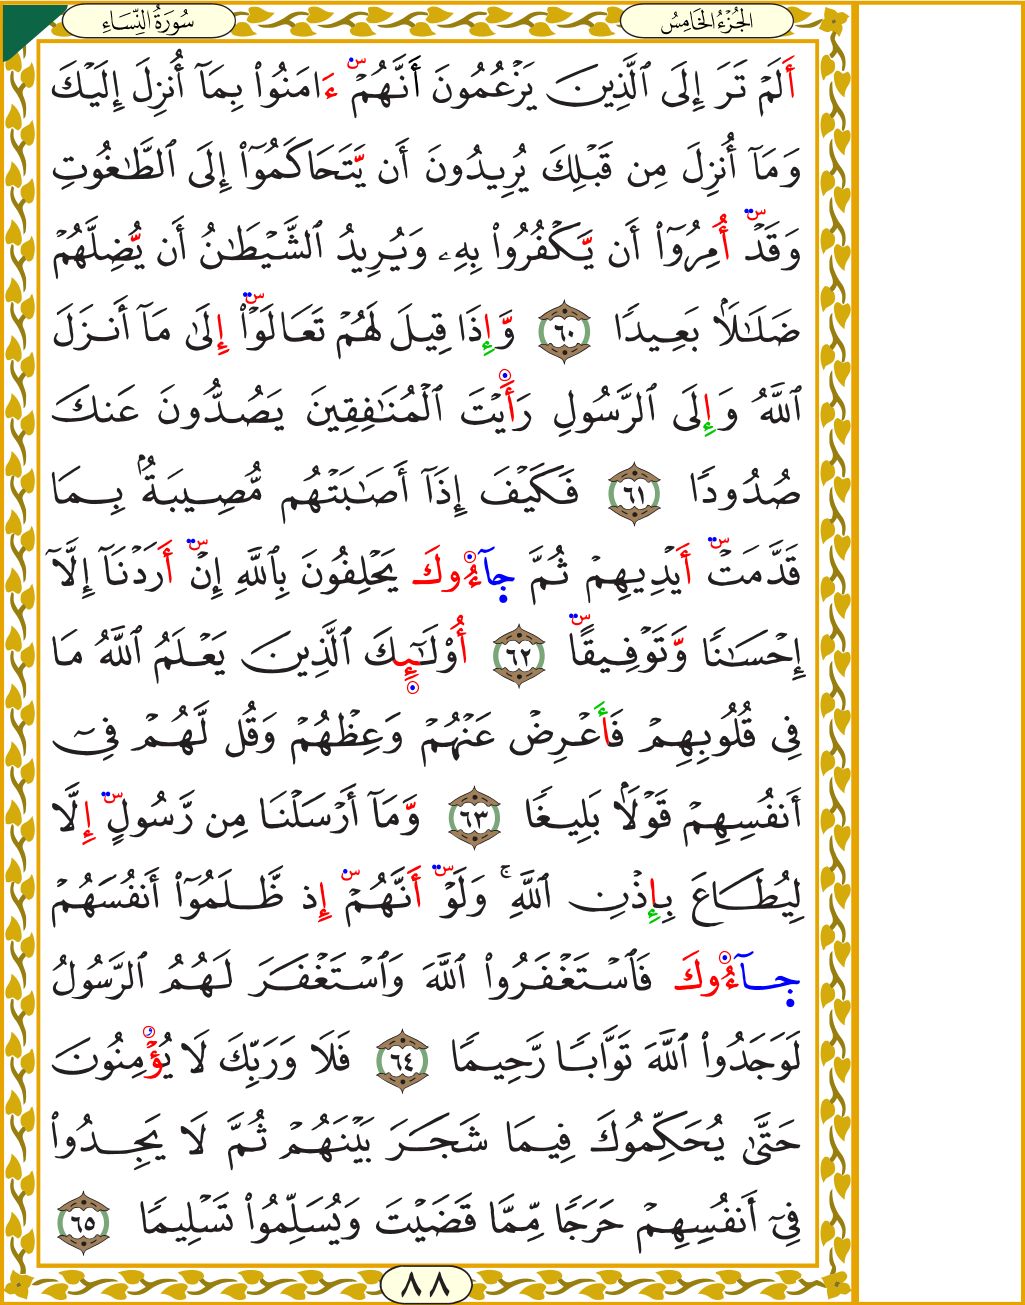 الجُزْءُ الخَامِسُ
سُورَةُ النِّسَاءِ
أَلَمْ تَرَ إِلَى ٱلَّذِينَ يَزْعُمُونَ أَنَّهُمْ ءَامَنُوا۟ بِمَآ أُنزِلَ إِلَيْكَ
وَمَآ أُنزِلَ مِن قَبْلِكَ يُرِيدُونَ أَن يَّتَحَاكَمُوٓا۟ إِلَى ٱلطَّـٰغُوتِ
وَقَدْ أُمِرُوٓا۟ أَن يَّكْفُرُوا۟ بِهِۦ وَيُرِيدُ ٱلشَّيْطَـٰنُ أَن يُّضِلَّهُمْ
ضَلَـٰلَۢا بَعِيدًا ٦٠ وَّإِذَا قِيلَ لَهُمْ تَعَالَوْا۟ إِلَىٰ مَآ أَنزَلَ
ٱللَّهُ وَإِلَى ٱلرَّسُولِ رَأَيْتَ ٱلْمُنَـٰفِقِينَ يَصُدُّونَ عَنكَ
صُدُودًا ٦١ فَكَيْفَ إِذَآ أَصَـٰبَتْهُم مُّصِيبَةُۢ بِمَا
قَدَّمَتْ أَيْدِيهِمْ ثُمَّ جَآءُوكَ يَحْلِفُونَ بِٱللَّهِ إِنْ أَرَدْنَآ إِلَّآ
إِحْسَـٰنًا وَّتَوْفِيقًا ٦٢ أُو۟لَـٰٓئِكَ ٱلَّذِينَ يَعْلَمُ ٱللَّهُ مَا
فِى قُلُوبِهِمْ فَأَعْرِضْ عَنْهُمْ وَعِظْهُمْ وَقُل لَّهُمْ فِىٓ
أَنفُسِهِمْ قَوْلَۢا بَلِيغًا ٦٣ وَّمَآ أَرْسَلْنَا مِن رَّسُولٍ إِلَّا
لِيُطَاعَ بِإِذْنِ ٱللَّهِ ۚ وَلَوْ أَنَّهُمْ إِذ ظَّلَمُوٓا۟ أَنفُسَهُمْ
جَآءُوكَ فَٱسْتَغْفَرُوا۟ ٱللَّهَ وَٱسْتَغْفَرَ لَهُمُ ٱلرَّسُولُ
لَوَجَدُوا۟ ٱللَّهَ تَوَّابًا رَّحِيمًا ٦٤ فَلَا وَرَبِّكَ لَا يُؤْمِنُونَ
حَتَّىٰ يُحَكِّمُوكَ فِيمَا شَجَرَ بَيْنَهُمْ ثُمَّ لَا يَجِدُوا۟
فِىٓ أَنفُسِهِمْ حَرَجًا مِّمَّا قَضَيْتَ وَيُسَلِّمُوا۟ تَسْلِيمًا ٦٥
٨٨